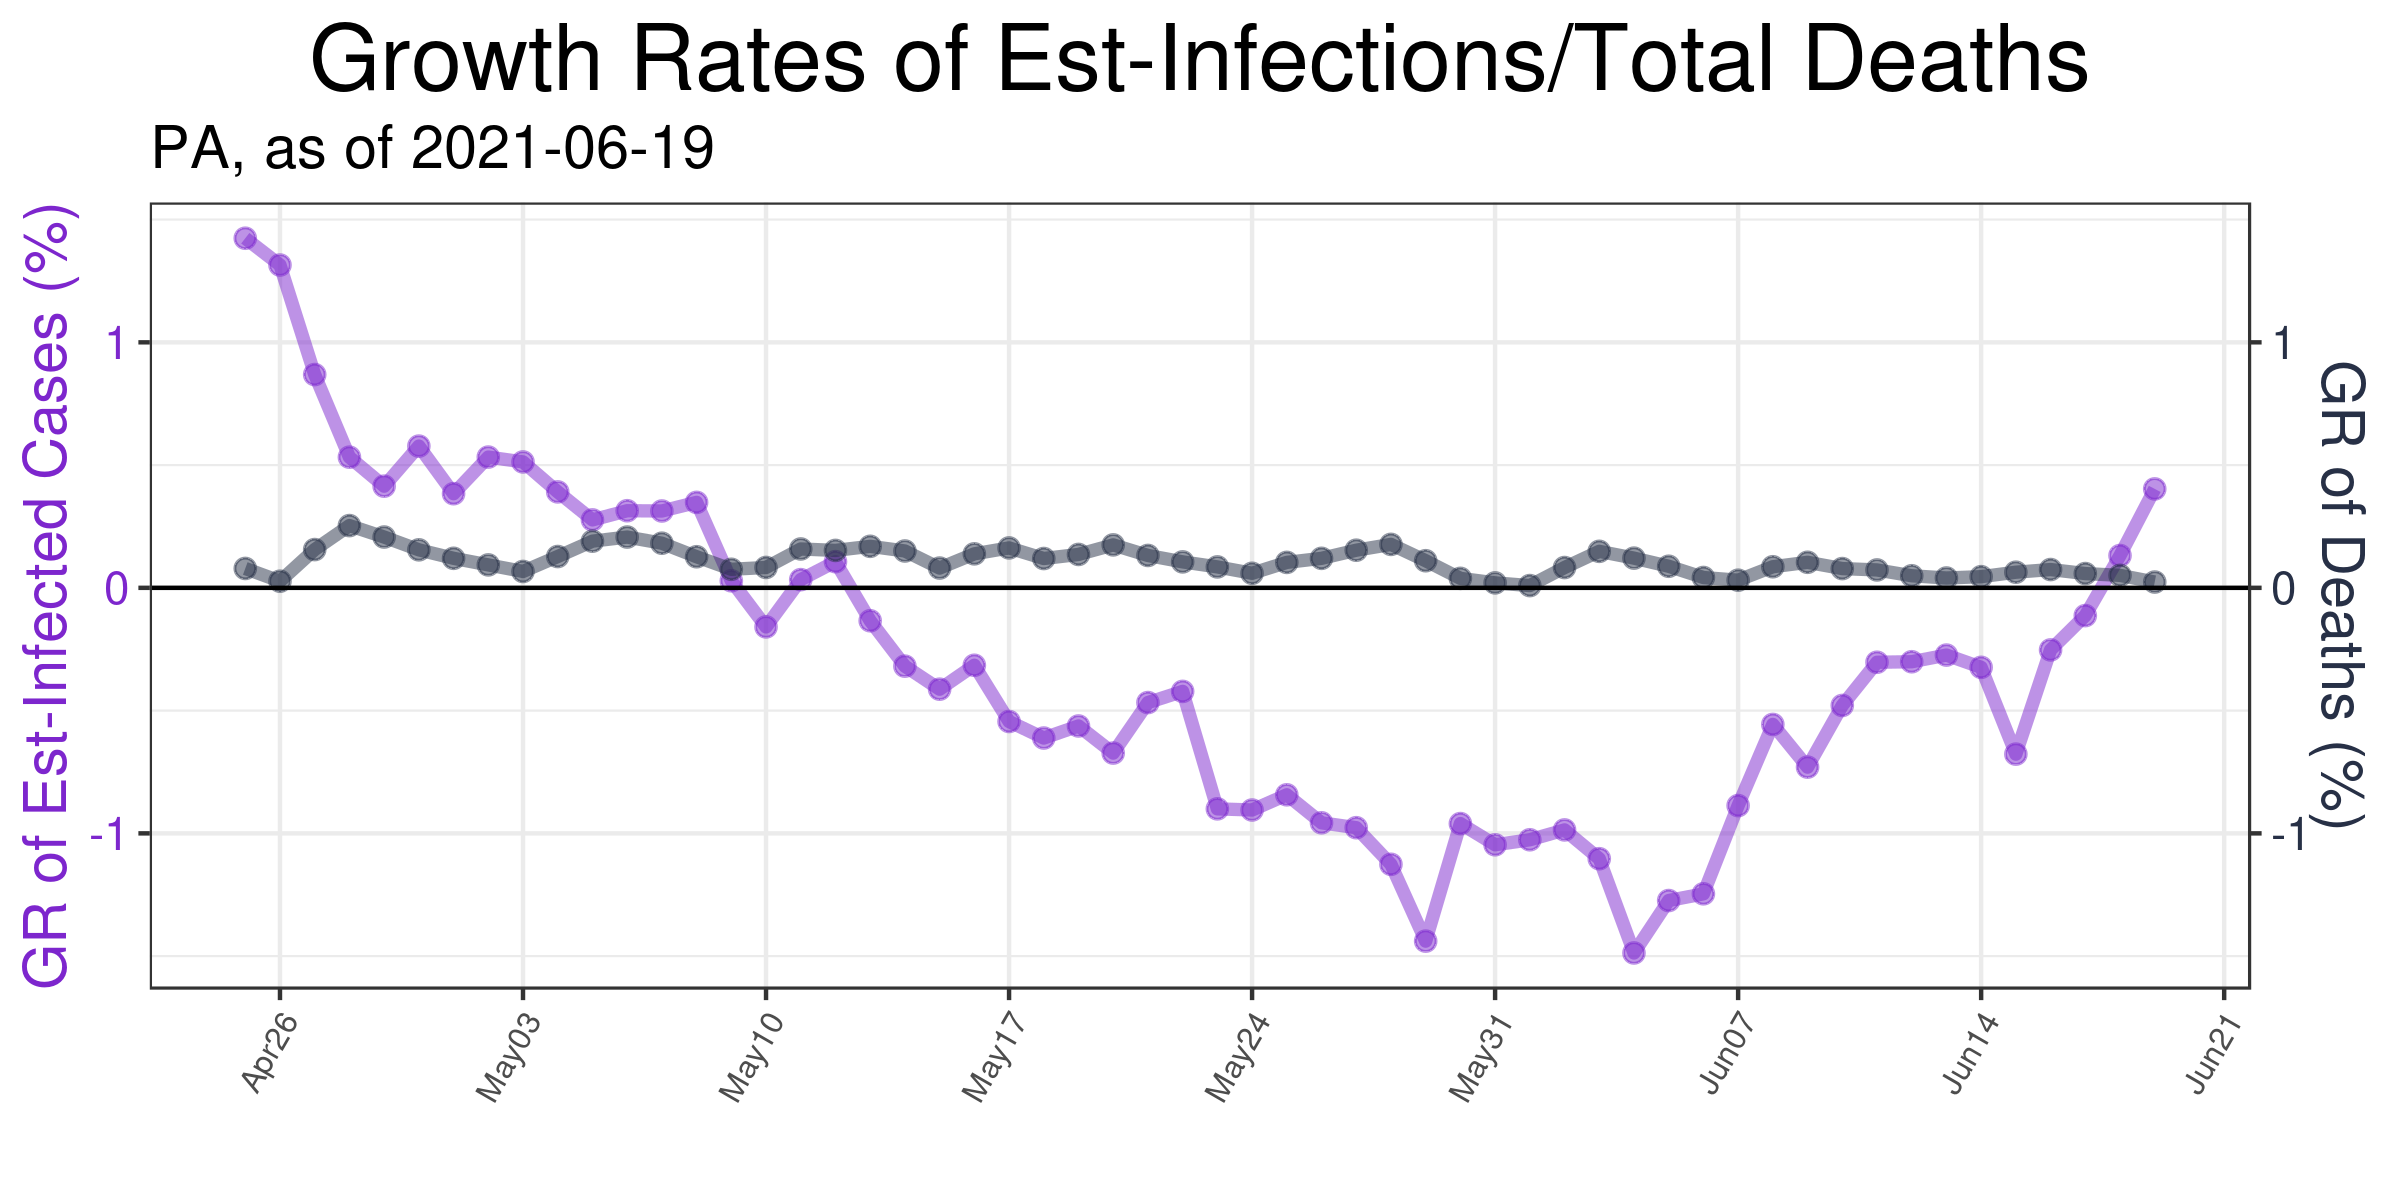 Growth Rates of Est-Infections/Total Deaths
PA, as of 2021-06-19
GR of Est-Infected Cases (%)
1
0
-1
1
0
-1
GR of Deaths (%)
Apr26
May03
May10
May17
May24
May31
Jun07
Jun14
Jun21